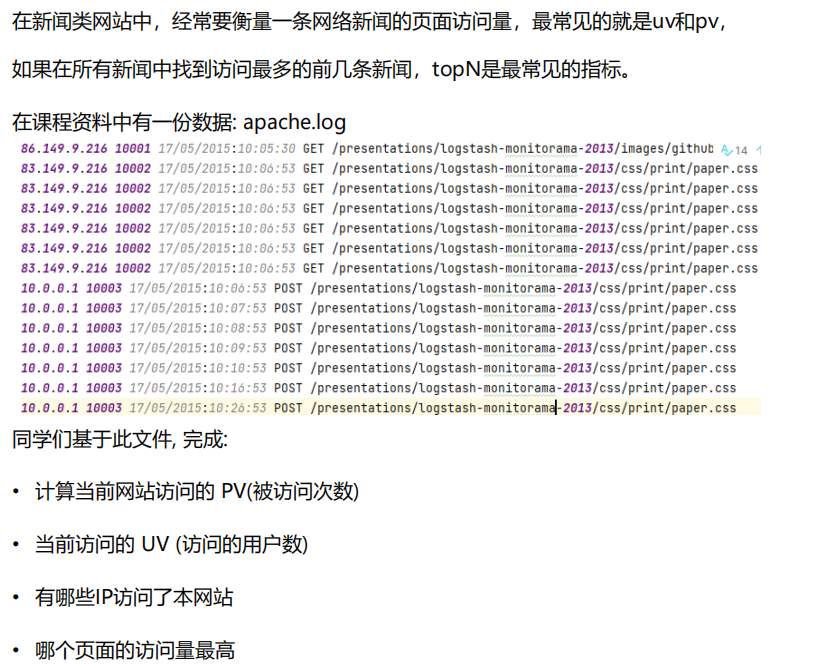 在新闻类网站中，经常要衡量一条网络新闻的页面访问量，最常见的就是uv和pv，
如果在所有新闻中找到访问最多的前几条新闻，topN是最常见的指标。
在课程资料中有一份数据: apache.log
86.149.9.216 10001 17/05/2015:10:05:30 GET /presentations/logstash-monitorama-2013/images/github 14
83.149.9.216 10002 17/05/2015:10:06:53 GET /presentations/logstash-monitorama-2013/css/print/paper.css
83.149.9.216 10002 17/05/2015:10:06:53 GET /presentations/logstash-monitorama-2013/css/print/paper.css
83.149.9.216 10002 17/05/2015:10:06:53 GET /presentations/logstash-monitorama-2013/css/print/paper.css
83.149.9.216 10002 17/05/2015:10:06:53 GET /presentations/logstash-monitorama-2013/css/print/paper.css
83.149.9.216 10002 17/05/2015:10:06:53 GET /presentations/logstash-monitorama-2013/css/print/paper.css
83.149.9.216 10002 17/05/2015:10:06:53 GET /presentations/logstash-monitorama-2013/css/print/paper.css
10.0.0.1 10003 17/05/2015:10:06:53 POST /presentations/logstash-monitorama-2013/css/print/paper.css
10.0.0.1 10003 17/05/2015:10:07:53 POST /presentations/logstash-monitorama-2013/css/print/paper.css
10.0.0.1 10003 17/05/2015:10:08:53 POST /presentations/logstash-monitorama-2013/css/print/paper.css
10.0.0.1 10003 17/05/2015:10:09:53 POST /presentations/logstash-monitorama-2013/css/print/paper.css
10.0.0.1 10003 17/05/2015:10:10:53 POST /presentations/logstash-monitorama-2013/css/print/paper.css
10.0.0.1 10003 17/05/2015:10:16:53 POST /presentations/logstash-monitorama-2013/css/print/paper.css
10.0.0.1 10003 17/05/2015:10:26:53 POST /presentations/logstash-monitorama-2013/css/print/paper.css
同学们基于此文件, 完成:
• 计算当前网站访问的 PV(被访问次数)
• 当前访问的 UV (访问的用户数)
• 有哪些IP访问了本网站
• 哪个页面的访问量最高